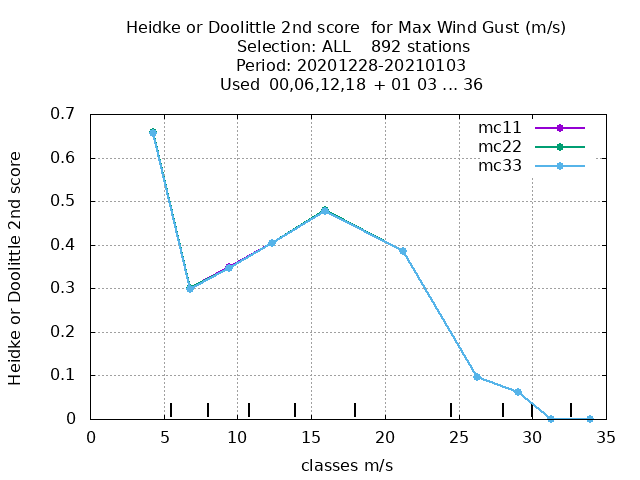 Heidke or Doolittle 2nd score  for Max Wind Gust (m/s)
Selection: ALL    892 stations
Period: 20201228-20210103
Used  00,06,12,18  + 01 03 ... 36
mc11
mc22
mc33
Heidke or Doolittle 2nd score
0.7
0.6
0.5
0.4
0.3
0.2
0.1
0
0 5 10 15 20 25 30 35
classes m/s